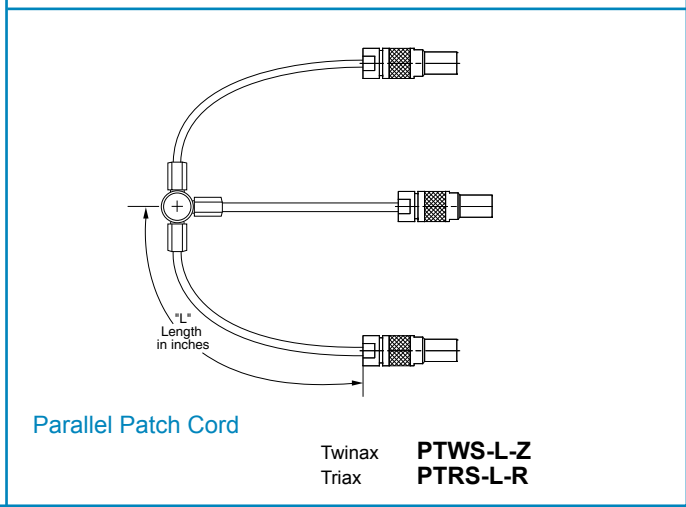 "L"
Length
in inches
Parallel Patch Cord
Twinax PTWS-L-Z
Triax PTRS-L-R